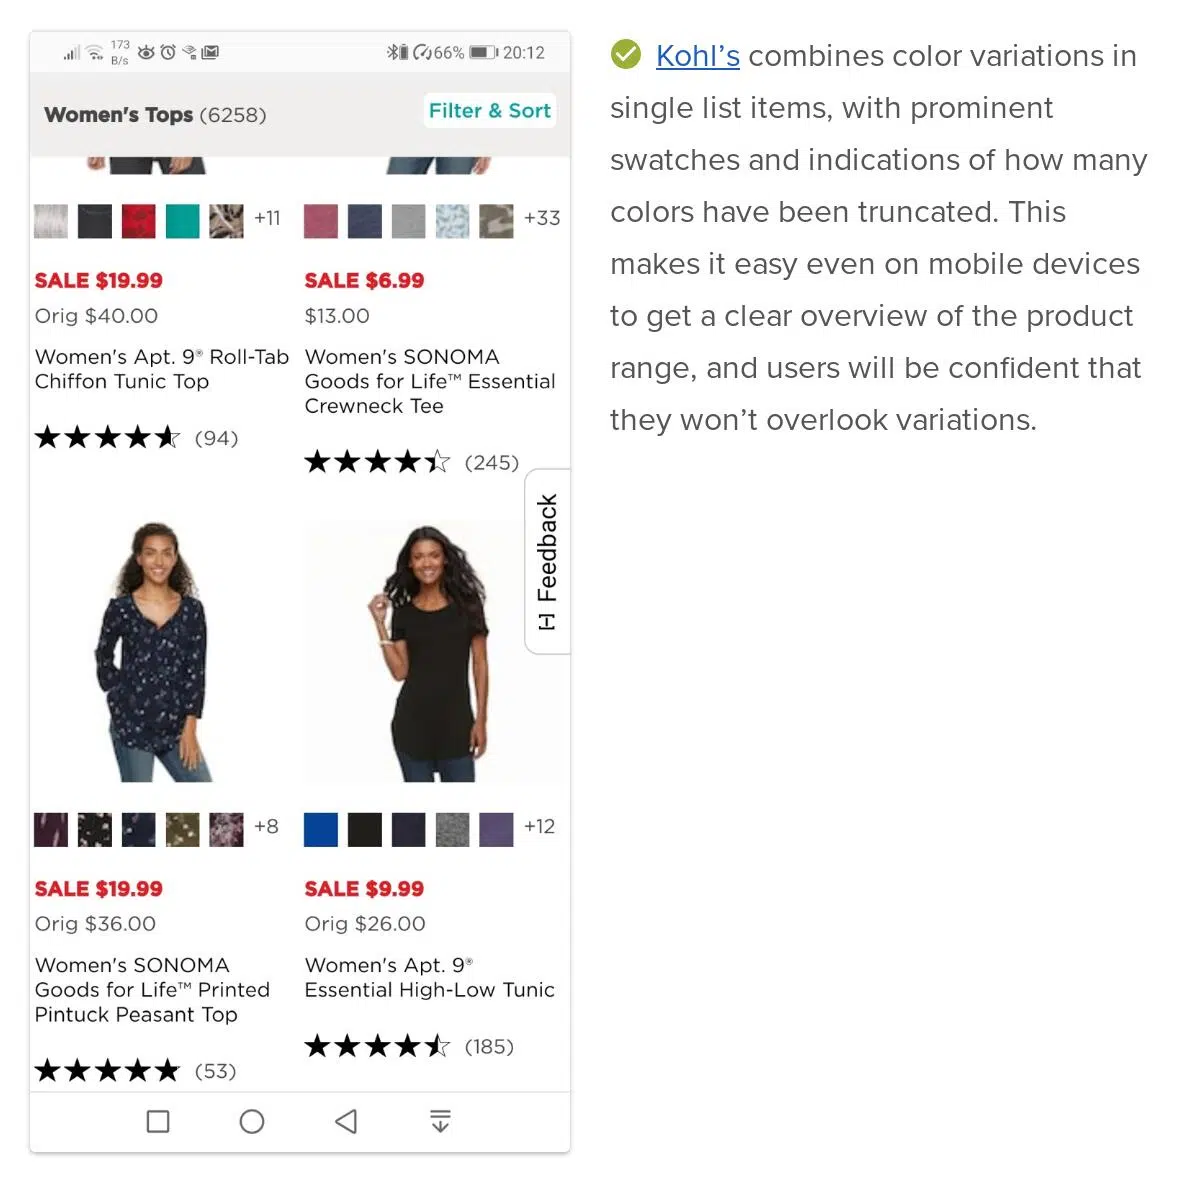 173
B/s
66% 20:12
Women's Tops (6258)
Filter & Sort
+11
+33
SALE $19.99
Orig $40.00
Women's Apt. 9® Roll-Tab
Chiffon Tunic Top
(94)
SALE $6.99
$13.00
Women's SONOMA
Goods for Life™ Essential
Crewneck Tee
(245)
[-] Feedback
+8
+12
SALE $19.99
Orig $36.00
Women's SONOMA
Goods for Life™ Printed
Pintuck Peasant Top
(53)
SALE $9.99
Orig $26.00
Women's Apt. 9®
Essential High-Low Tunic
(185)
Kohl’s combines color variations in
single list items, with prominent
swatches and indications of how many
colors have been truncated. This
makes it easy even on mobile devices
to get a clear overview of the product
range, and users will be confident that
they won’t overlook variations.